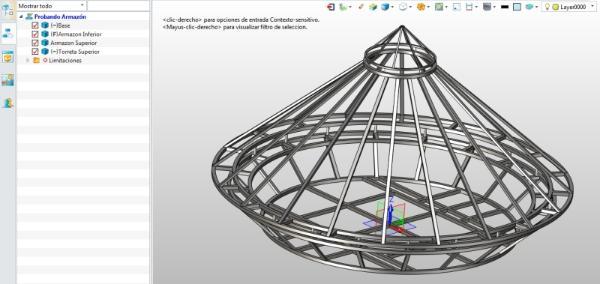 Mostrar todo
Probando Armazón
(-)Base
(F)Armazon Inferior
Armazon Superior
(-)Torreta Superior
Limitaciones
<clic-derecho> para opciones de entrada Contexto-sensitivo.
<Mayus-clic-derecho> para visualizar filtro de seleccion.
Layer0000
Z